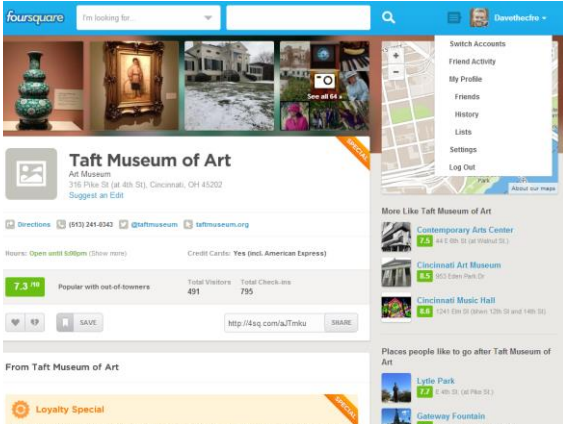 foursquare
I'm looking for...
Davethecfre
Switch Accounts
Friend Activity
My Profile
Friends
History
Lists
Settings
Log Out
+
-
See all 64
SPECIAL
Park
About our maps
Taft Museum of Art
Art Museum
316 Pike St (at 4th St), Cincinnati, OH 45202
Suggest an Edit
Directions (513) 241-0343 @taftmuseum taftmuseum.org
Hours: Open until 5:00pm (Show more) Credit Cards: Yes (incl. American Express)
7.3 /10 Popular with out-of-towners
Total Visitors Total Check-ins
491 795
SAVE
http://4sq.com/aJTmku SHARE
From Taft Museum of Art
Loyalty Special
SPECIAL
More Like Taft Museum of Art
Contemporary Arts Center
7.5 44 E 6th St (at Walnut St.)
Cincinnati Art Museum
8.5 953 Eden Park Dr
Cincinnati Music Hall
8.6 1241 Elm St (btwn 12th St and 14th St)
Places people like to go after Taft Museum of
Art
Lytle Park
7.7 E 4th St. (at Pike St.)
Gateway Fountain